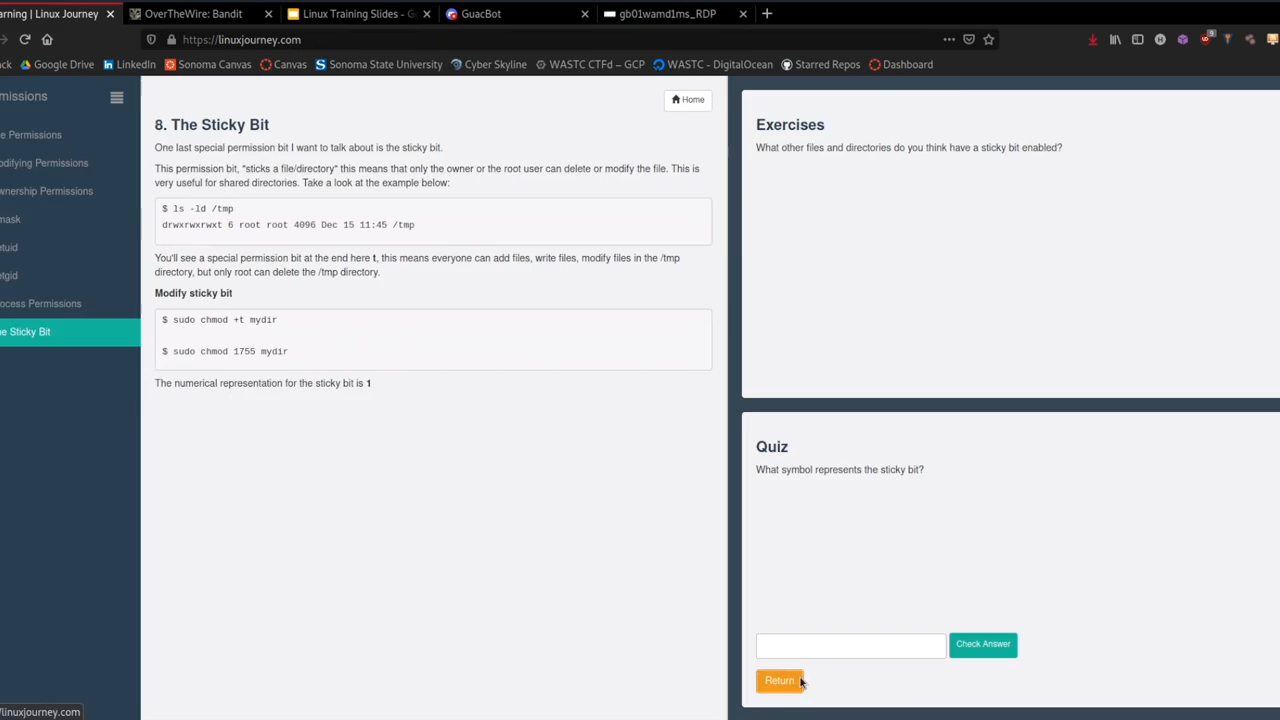 arning | Linux Journey
OverTheWire: Bandit
Linux Training Slides - G
GuacBot
gb01wamd1ms_RDP
https://linuxjourney.com
9
ck
Google Drive
LinkedIn
Sonoma Canvas
Canvas
Sonoma State University
Cyber Skyline
WASTC CTFd – GCP
WASTC - DigitalOcean
Starred Repos
Dashboard
missions
e Permissions
odifying Permissions
wnership Permissions
mask
etuid
etgid
ocess Permissions
he Sticky Bit
Home
8. The Sticky Bit
One last special permission bit I want to talk about is the sticky bit.
This permission bit, "sticks a file/directory" this means that only the owner or the root user can delete or modify the file. This is
very useful for shared directories. Take a look at the example below:
$ ls -ld /tmp
drwxrwxrwxt 6 root root 4096 Dec 15 11:45 /tmp
You'll see a special permission bit at the end here t, this means everyone can add files, write files, modify files in the /tmp
directory, but only root can delete the /tmp directory.
Modify sticky bit
$ sudo chmod +t mydir
$ sudo chmod 1755 mydir
The numerical representation for the sticky bit is 1
Exercises
What other files and directories do you think have a sticky bit enabled?
Quiz
What symbol represents the sticky bit?
Check Answer
Return
/linuxjourney.com